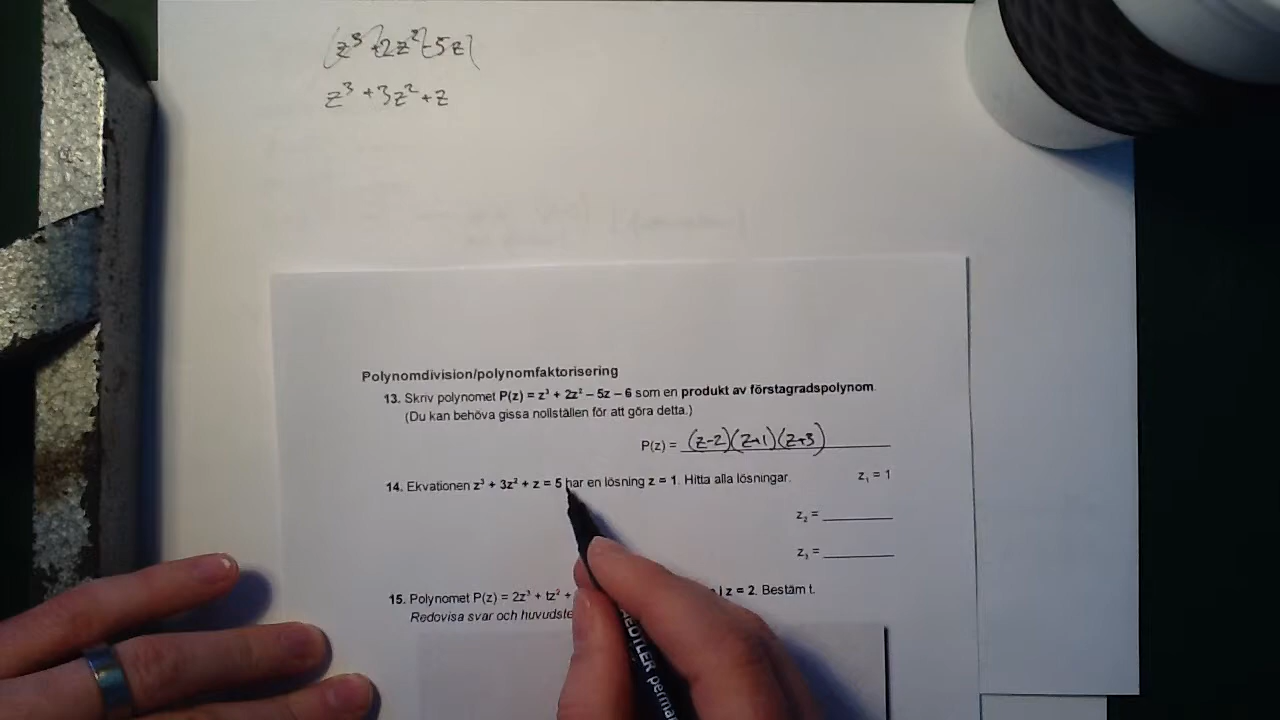 (z³+2z²-5z)
z³+3z²+z
Polynomdivision/polynomfaktorisering
13. Skriv polynomet P(z) = z³ + 2z² – 5z – 6 som en produkt av förstagradspolynom.
(Du kan behöva gissa nollställen för att göra detta.)
P(z) = (z-2)(z+1)(z+3)
14. Ekvationen z³ + 3z² + z = 5 har en lösning z = 1. Hitta alla lösningar. z₁ = 1
z₂ =
z₃ =
15. Polynomet P(z) = 2z³ + tz² + z = 2. Bestäm t.
Redovisa svar och
STAEDTLER